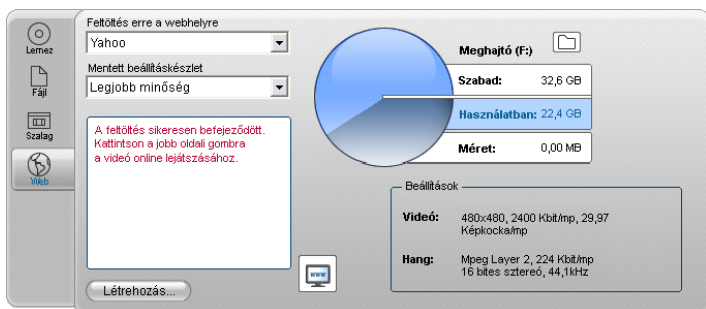 Lemez
Fájl
Szalag
Web
Feltöltés erre a webhelyre
Yahoo
Mentett beállításkészlet
Legjobb minőség
A feltöltés sikeresen befejeződött.
Kattintson a jobb oldali gombra
a videó online lejátszásához.
Létrehozás...
www
Meghajtó (F:)
Szabad: 32,6 GB
Használatban: 22,4 GB
Méret: 0,00 MB
Beállítások
Videó: 480x480, 2400 Kbit/mp, 29,97
Képkocka/mp
Hang: Mpeg Layer 2, 224 Kbit/mp
16 bites sztereó, 44,1kHz